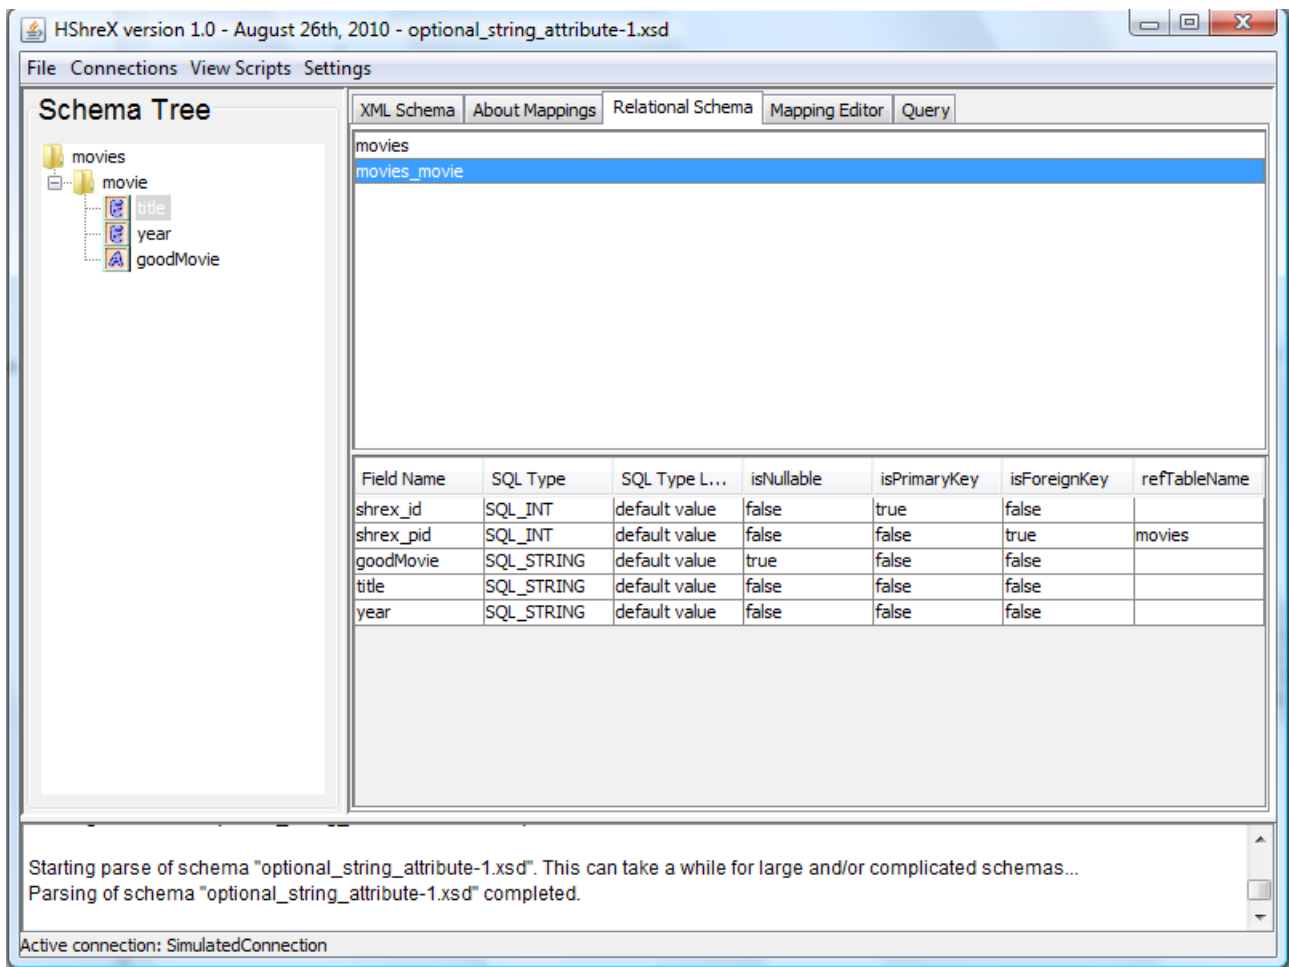 HShreX version 1.0 - August 26th, 2010 - optional_string_attribute-1.xsd
File Connections View Scripts Settings
Schema Tree
movies
movie
title
year
goodMovie
XML Schema About Mappings Relational Schema Mapping Editor Query
movies
movies_movie
Field Name SQL Type SQL Type L... isNullable isPrimaryKey isForeignKey refTableName
shrex_id SQL_INT default value false true false
shrex_pid SQL_INT default value false false true movies
goodMovie SQL_STRING default value true false false
title SQL_STRING default value false false false
year SQL_STRING default value false false false
Starting parse of schema "optional_string_attribute-1.xsd". This can take a while for large and/or complicated schemas...
Parsing of schema "optional_string_attribute-1.xsd" completed.
Active connection: SimulatedConnection